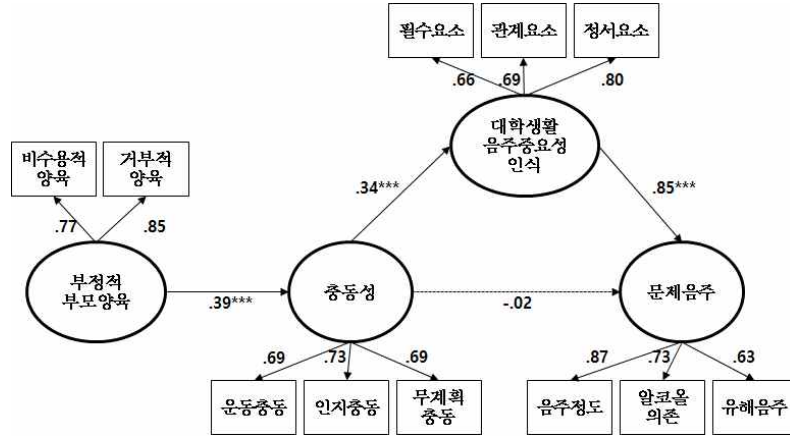 필수요소
관계요소
정서요소
.66
.69
.80
대학생활
음주중요성
인식
비수용적
양육
거부적
양육
.34***
.85***
.77
.85
부정적
부모양육
.39***
충동성
-.02
문제음주
.69
.73
.69
.87
.73
.63
운동충동
인지충동
무계획
충동
음주정도
알코올
의존
유해음주